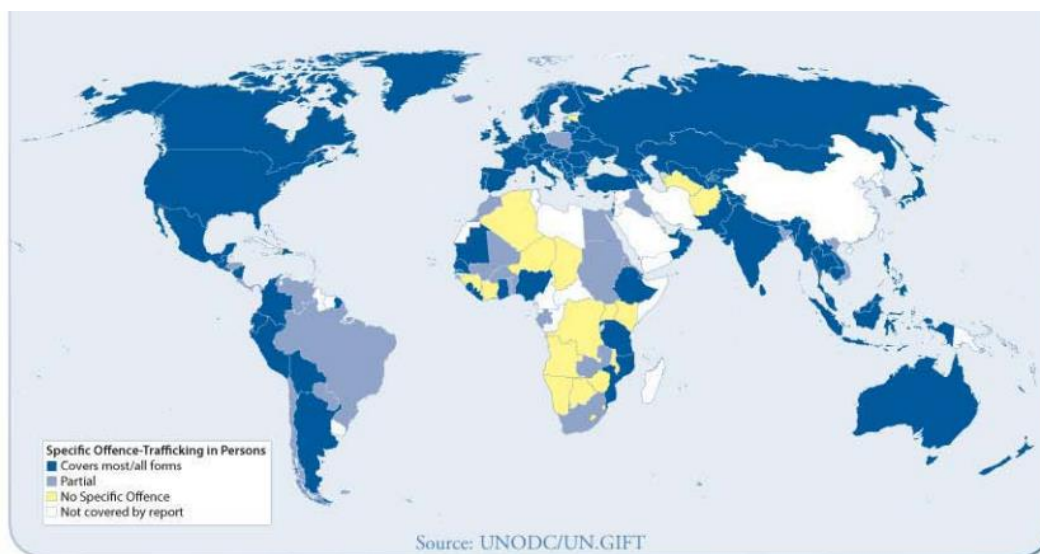 Specific Offence-Trafficking in Persons
Covers most/all forms
Partial
No Specific Offence
Not covered by report
Source: UNODC/UN.GIFT